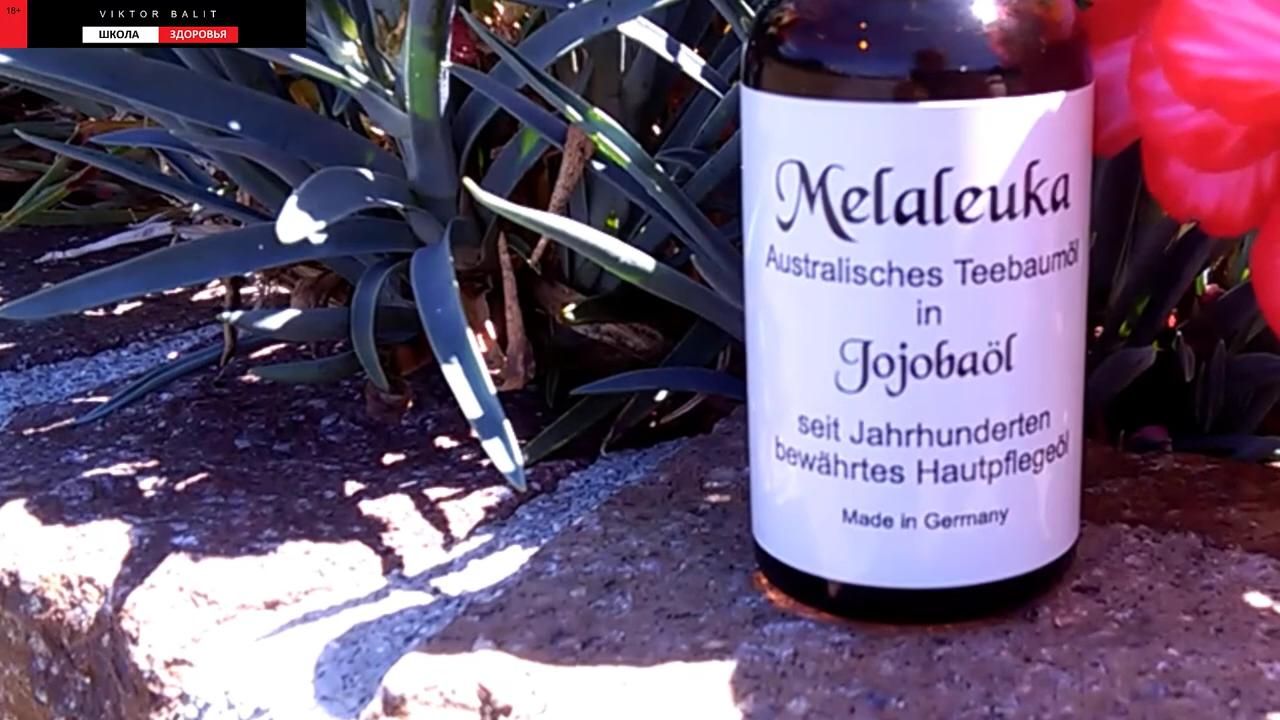 18+
VIKTOR BALIT
ШКОЛА ЗДОРОВЬЯ
Melaleuka
Australisches Teebaumöl
in
Jojobaöl
seit Jahrhunderten
bewährtes Hautpflegeöl
Made in Germany